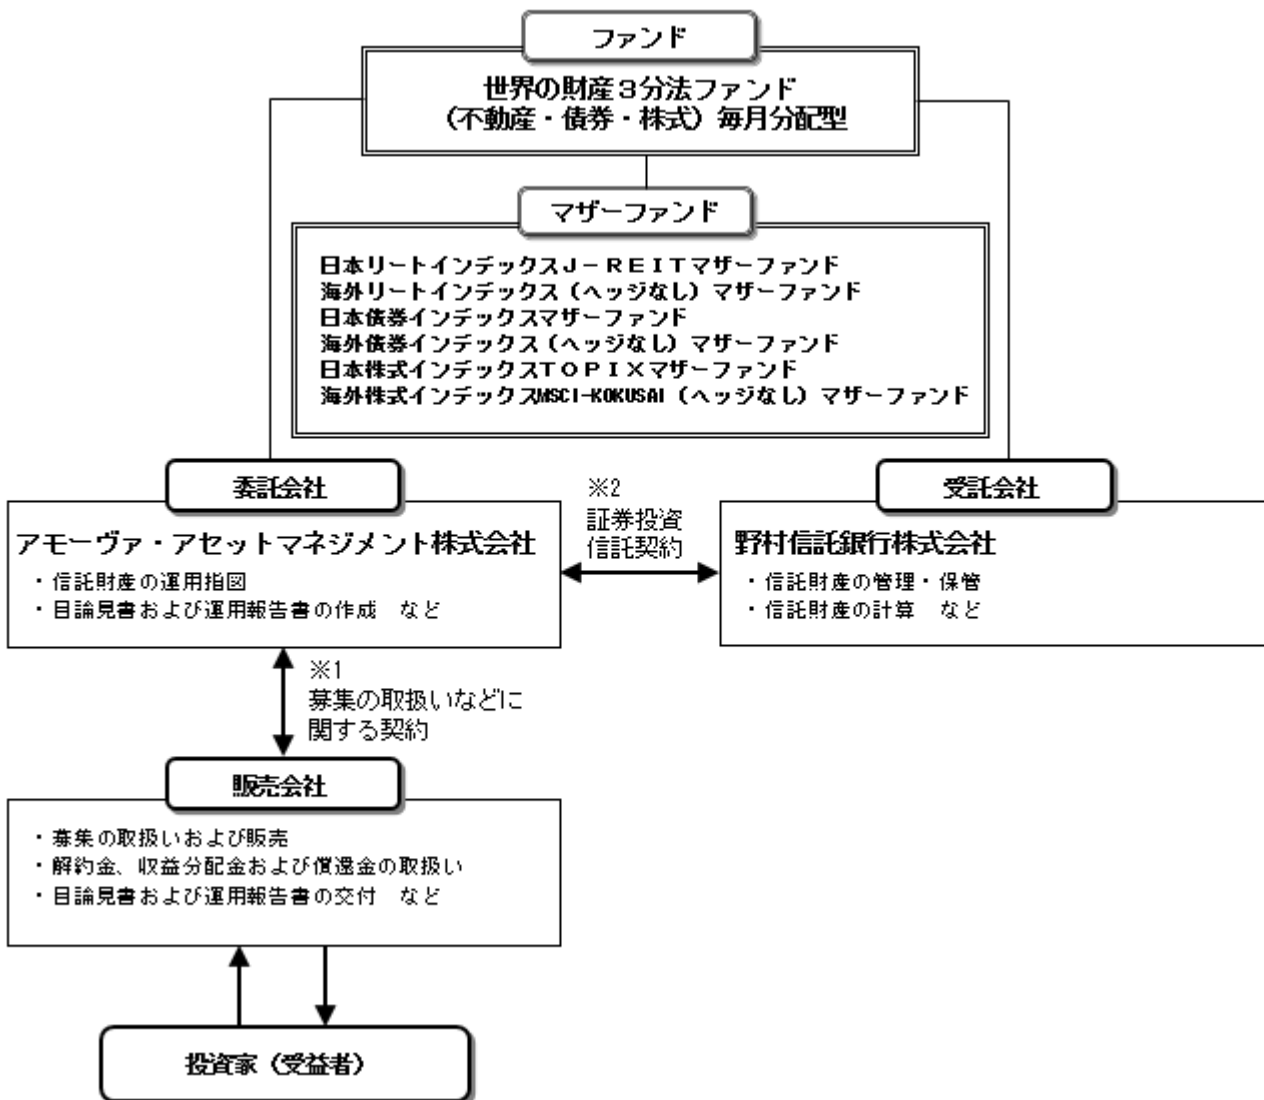 ファンド
世界の財産3分法ファンド
（不動産・債券・株式）毎月分配型
マザーファンド
日本リートインデックスJ－REITマザーファンド
海外リートインデックス（ヘッジなし）マザーファンド
日本債券インデックスマザーファンド
海外債券インデックス（ヘッジなし）マザーファンド
日本株式インデックスTOPIXマザーファンド
海外株式インデックスMSCI-KOKUSAI（ヘッジなし）マザーファンド
委託会社
アモーヴァ・アセットマネジメント株式会社
・信託財産の運用指図
・目論見書および運用報告書の作成　など
※2
証券投資
信託契約
受託会社
野村信託銀行株式会社
・信託財産の管理・保管
・信託財産の計算　など
※1
募集の取扱いなどに
関する契約
販売会社
・募集の取扱いおよび販売
・解約金、収益分配金および償還金の取扱い
・目論見書および運用報告書の交付　など
投資家（受益者）